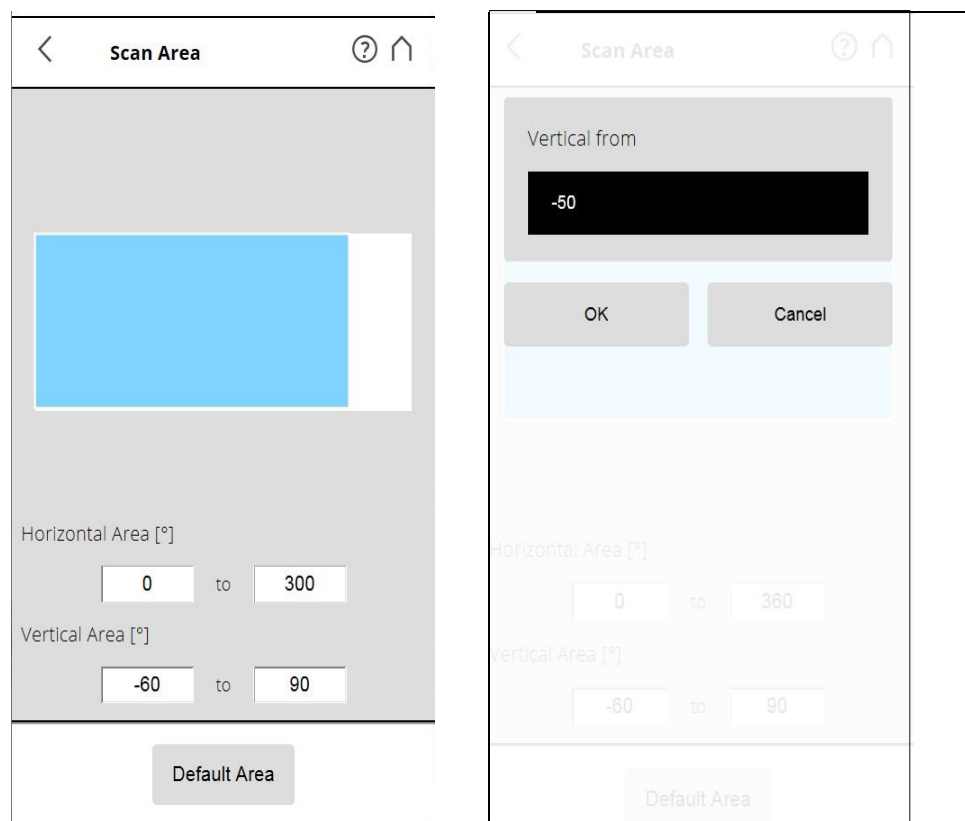 Scan Area
Horizontal Area [°]
0 to 300
Vertical Area [°]
-60 to 90
Default Area
Scan Area
Vertical from
-50
OK Cancel
Horizontal Area [°]
0 to 360
Vertical Area [°]
-60 to 90
Default Area